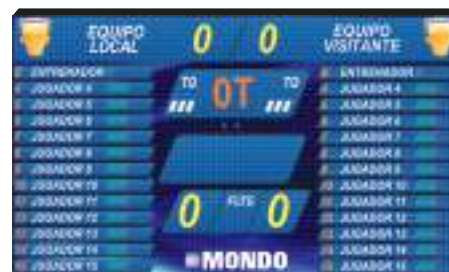 EQUIPO LOCAL
0 0
EQUIPO VISITANTE
ENTRENADOR
JUGADOR 4
JUGADOR 5
JUGADOR 6
JUGADOR 7
JUGADOR 8
JUGADOR 9
JUGADOR 10
JUGADOR 11
JUGADOR 12
JUGADOR 13
JUGADOR 14
JUGADOR 15
TO OT TO
0 FLTS 0
MONDO
ENTRENADOR
JUGADOR 4
JUGADOR 5
JUGADOR 6
JUGADOR 7
JUGADOR 8
JUGADOR 9
JUGADOR 10
JUGADOR 11
JUGADOR 12
JUGADOR 13
JUGADOR 14
JUGADOR 15